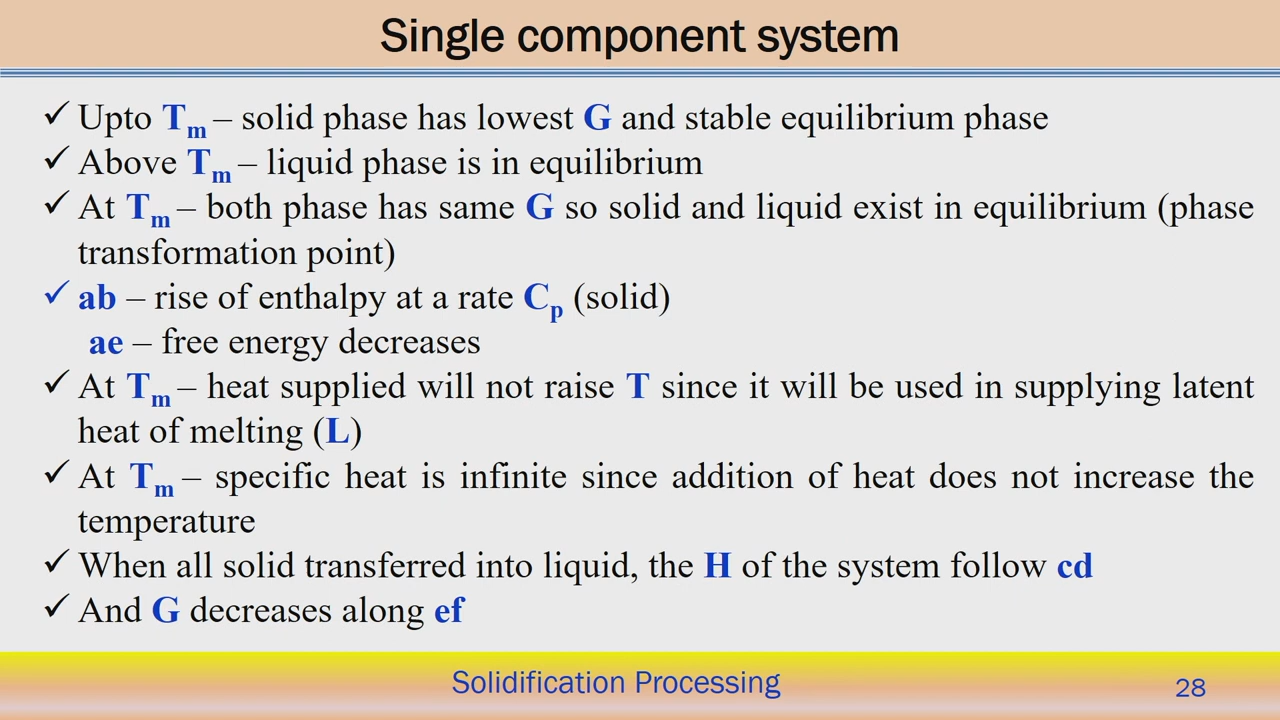 Single component system
✓ Upto Tm – solid phase has lowest G and stable equilibrium phase
✓ Above Tm – liquid phase is in equilibrium
✓ At Tm – both phase has same G so solid and liquid exist in equilibrium (phase
transformation point)
✓ ab – rise of enthalpy at a rate Cp (solid)
ae – free energy decreases
✓ At Tm – heat supplied will not raise T since it will be used in supplying latent
heat of melting (L)
✓ At Tm – specific heat is infinite since addition of heat does not increase the
temperature
✓ When all solid transferred into liquid, the H of the system follow cd
✓ And G decreases along ef
Solidification Processing
28